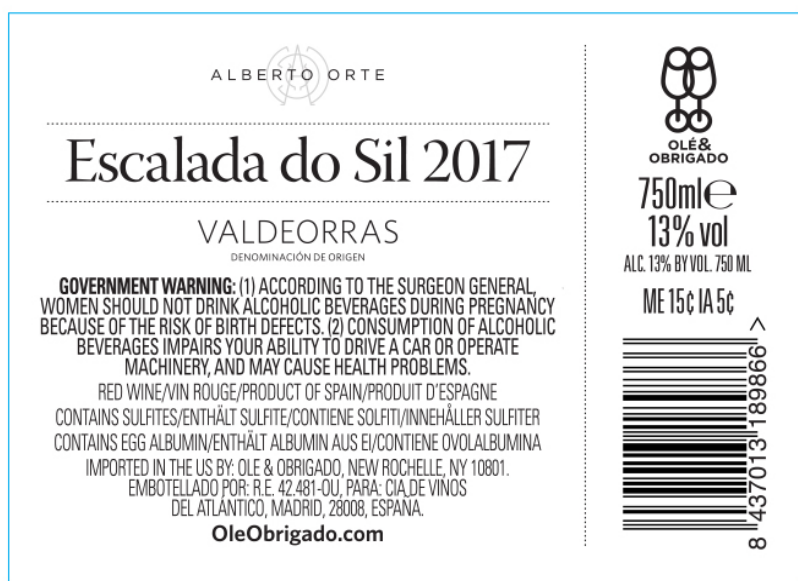 ALBERTO ORTE
Escalada do Sil 2017
VALDEORRAS
DENOMINACIÓN DE ORIGEN
GOVERNMENT WARNING: (1) ACCORDING TO THE SURGEON GENERAL,
WOMEN SHOULD NOT DRINK ALCOHOLIC BEVERAGES DURING PREGNANCY
BECAUSE OF THE RISK OF BIRTH DEFECTS. (2) CONSUMPTION OF ALCOHOLIC
BEVERAGES IMPAIRS YOUR ABILITY TO DRIVE A CAR OR OPERATE
MACHINERY, AND MAY CAUSE HEALTH PROBLEMS.
RED WINE/VIN ROUGE/PRODUCT OF SPAIN/PRODUIT D'ESPAGNE
CONTAINS SULFITES/ENTHÄLT SULFITE/CONTIENE SOLFITI/INNEHÅLLER SULFITER
CONTAINS EGG ALBUMIN/ENTHÄLT ALBUMIN AUS EI/CONTIENE OVOLALBUMINA
IMPORTED IN THE US BY: OLE & OBRIGADO, NEW ROCHELLE, NY 10801.
EMBOTELLADO POR: R.E. 42.481-OU, PARA: CIA,DE VINOS
DEL ATLÁNTICO, MADRID, 28008, ESPAÑA.
OleObrigado.com
OLÉ&
OBRIGADO
750ml℮
13% vol
ALC. 13% BY VOL. 750 ML
ME 15¢ IA 5¢
8 437013 189866 >